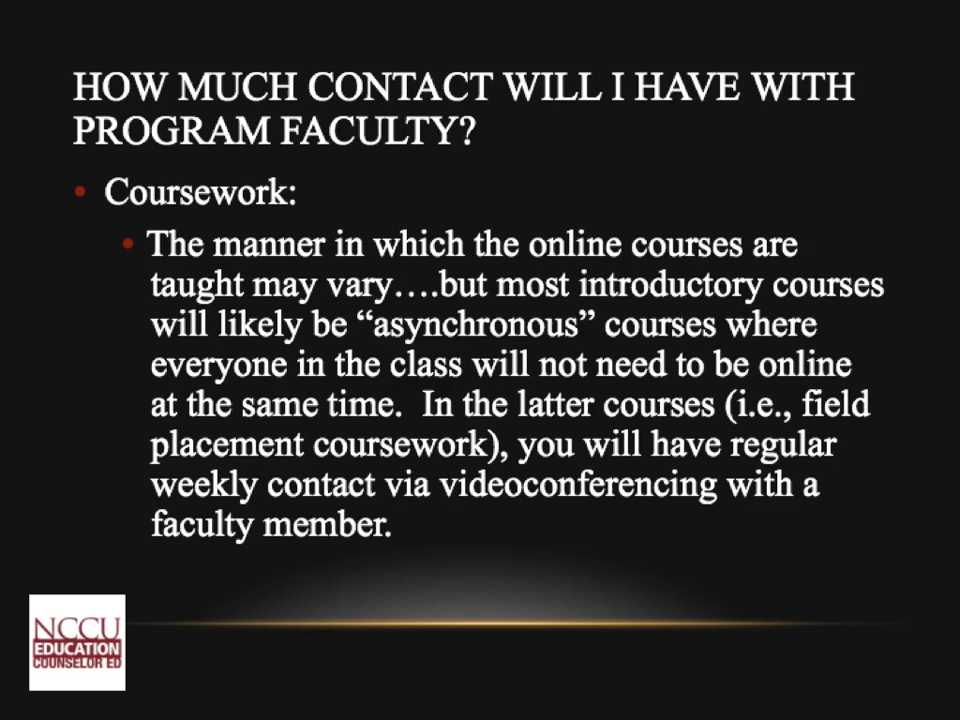 HOW MUCH CONTACT WILL I HAVE WITH
PROGRAM FACULTY?
• Coursework:
• The manner in which the online courses are
taught may vary….but most introductory courses
will likely be “asynchronous” courses where
everyone in the class will not need to be online
at the same time.  In the latter courses (i.e., field
placement coursework), you will have regular
weekly contact via videoconferencing with a
faculty member.
NCCU
EDUCATION
COUNSELOR ED